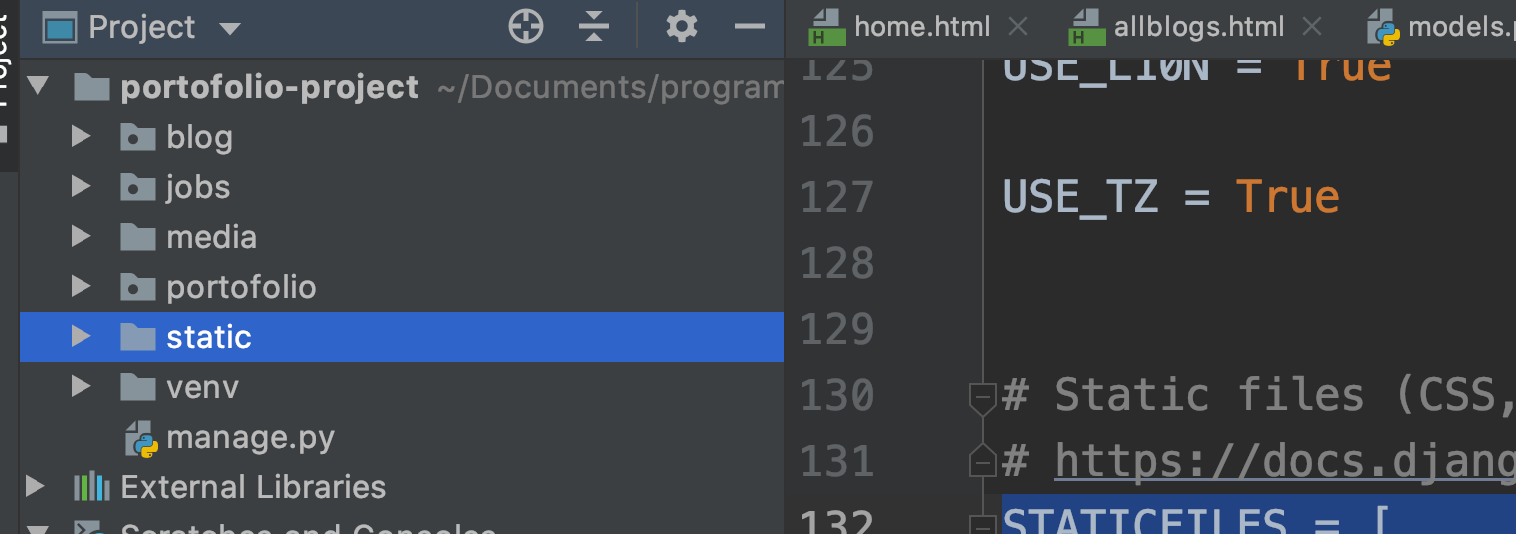 Project
Project
home.html
allblogs.html
portofolio-project ~/Documents/program
blog
jobs
media
portofolio
static
venv
manage.py
External Libraries
Scratches and Consoles
125 USE_L10N = True
126
127 USE_TZ = True
128
129
130 # Static files (CSS,
131 # https://docs.djang
132 STATICFILES = [